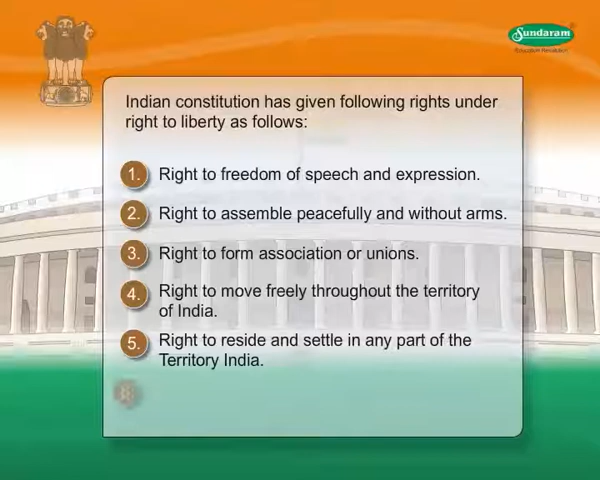 Sundaram
Education Revolution
Indian constitution has given following rights under
right to liberty as follows:
1. Right to freedom of speech and expression.
2. Right to assemble peacefully and without arms.
3. Right to form association or unions.
4. Right to move freely throughout the territory
of India.
5. Right to reside and settle in any part of the
Territory India.